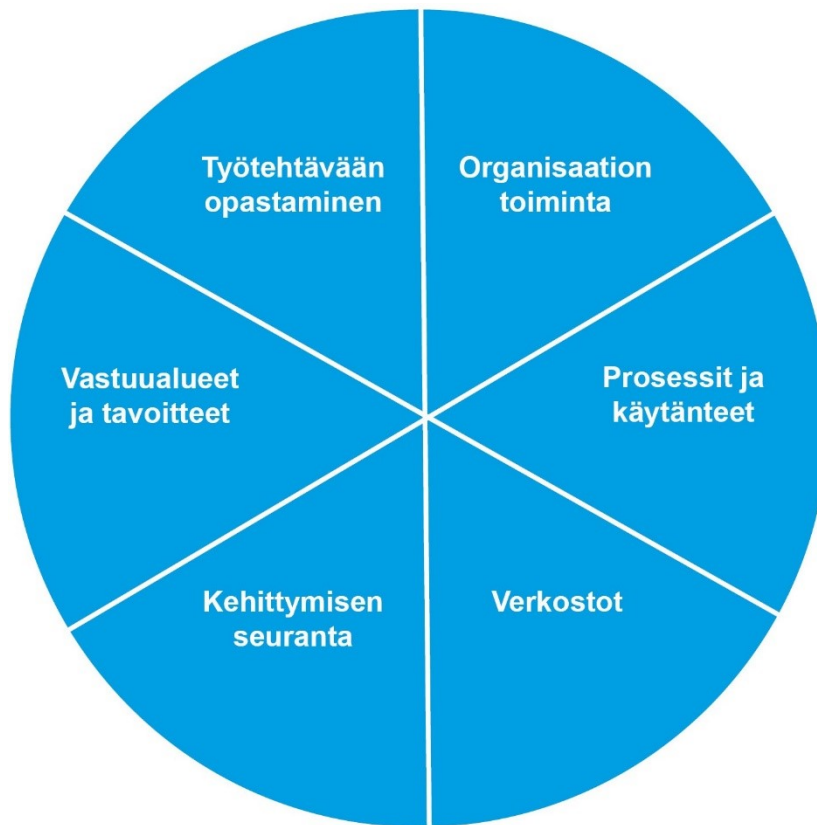 Työtehtävään
opastaminen
Organisaation
toiminta
Vastuualueet
ja tavoitteet
Prosessit ja
käytänteet
Kehittymisen
seuranta
Verkostot